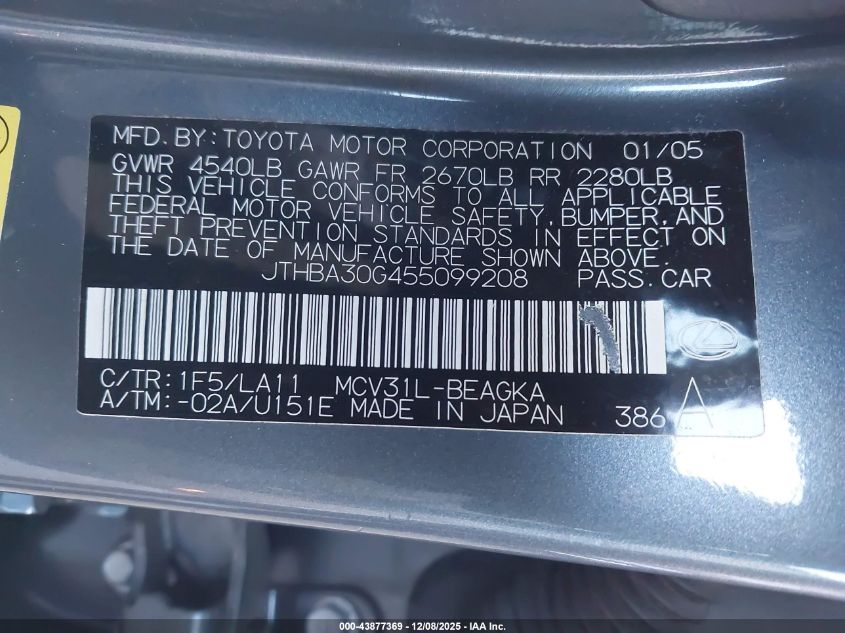 MFD.BY:TOYOTA MOTOR CORPORATION 01/05
GVWR 4540LB GAWR FR 2670LB RR 2280LB
THIS VEHICLE CONFORMS TO ALL APPLICABLE
FEDERAL MOTOR VEHICLE SAFETY,BUMPER,AND
THEFT PREVENTION STANDARDS IN EFFECT ON
THE DATE OF MANUFACTURE SHOWN ABOVE.
JTHBA30G455099208 PASS.CAR
C/TR:1F5/LA11 MCV31L-BEAGKA
A/TM:-02A/U151E MADE IN JAPAN 386 A
000-43877369 - 12/08/2025 - IAA Inc.